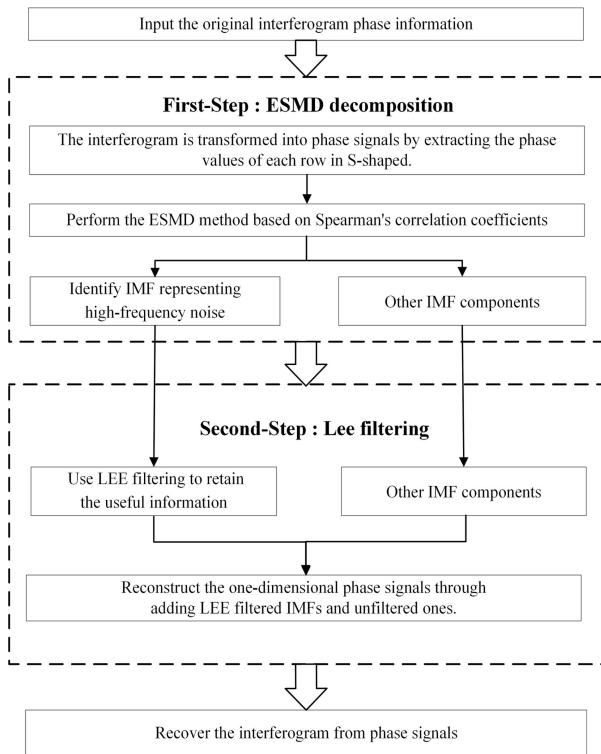 Input the original interferogram phase information
First-Step : ESMD decomposition
The interferogram is transformed into phase signals by extracting the phase
values of each row in S-shaped.
Perform the ESMD method based on Spearman's correlation coefficients
Identify IMF representing
high-frequency noise
Other IMF components
Second-Step : Lee filtering
Use LEE filtering to retain
the useful information
Other IMF components
Reconstruct the one-dimensional phase signals through
adding LEE filtered IMFs and unfiltered ones.
Recover the interferogram from phase signals